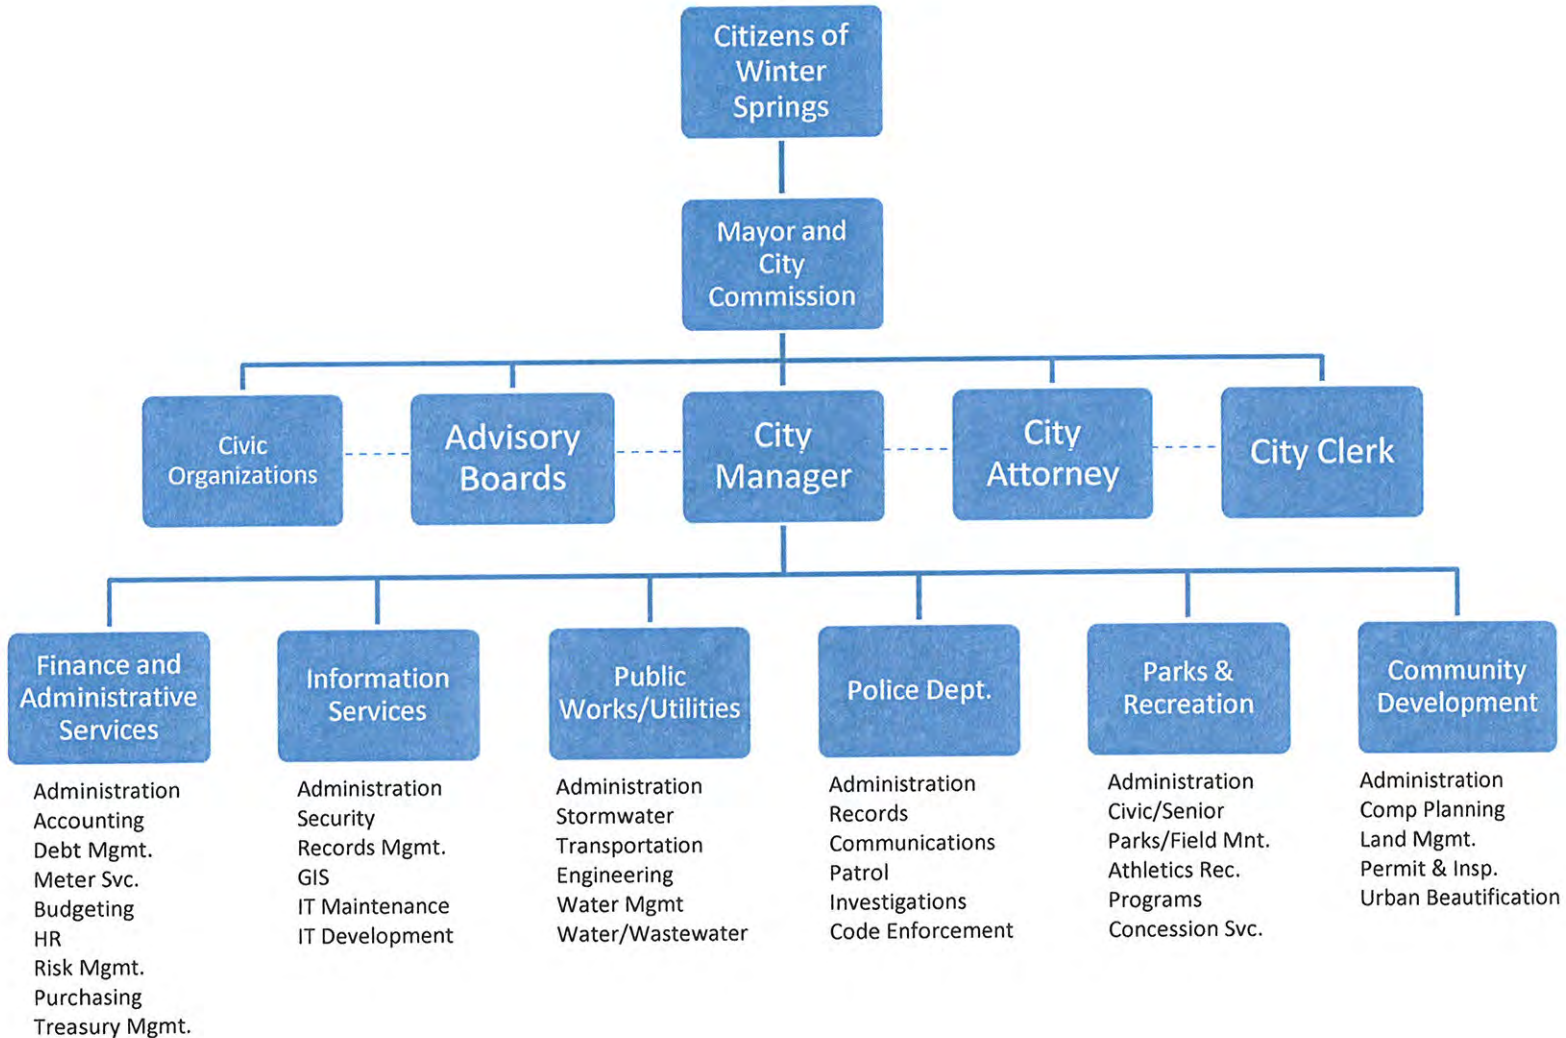 Citizens of
Winter
Springs
Mayor and
City
Commission
Civic
Organizations
Advisory
Boards
City
Manager
City
Attorney
City Clerk
Finance and
Administrative
Services
Administration
Accounting
Debt Mgmt.
Meter Svc.
Budgeting
HR
Risk Mgmt.
Purchasing
Treasury Mgmt.
Information
Services
Administration
Security
Records Mgmt.
GIS
IT Maintenance
IT Development
Public
Works/Utilities
Administration
Stormwater
Transportation
Engineering
Water Mgmt
Water/Wastewater
Police Dept.
Administration
Records
Communications
Patrol
Investigations
Code Enforcement
Parks &
Recreation
Administration
Civic/Senior
Parks/Field Mnt.
Athletics Rec.
Programs
Concession Svc.
Community
Development
Administration
Comp Planning
Land Mgmt.
Permit & Insp.
Urban Beautification